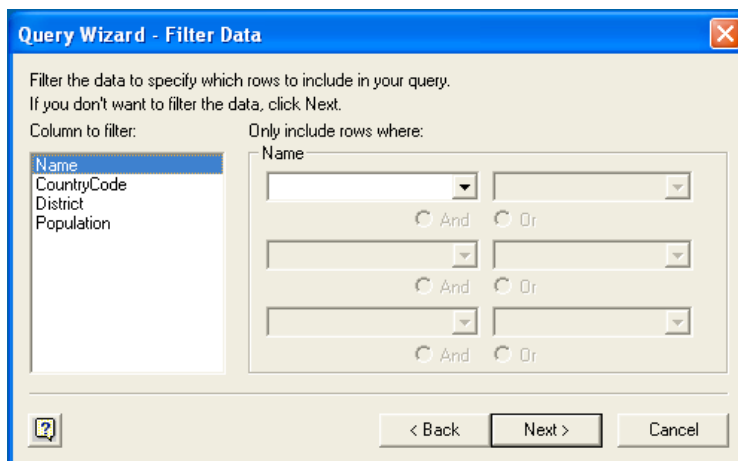 Query Wizard - Filter Data
Filter the data to specify which rows to include in your query.
If you don't want to filter the data, click Next.
Column to filter:
Only include rows where:
Name
CountryCode
District
Population
Name
And Or
And Or
And Or
< Back Next > Cancel